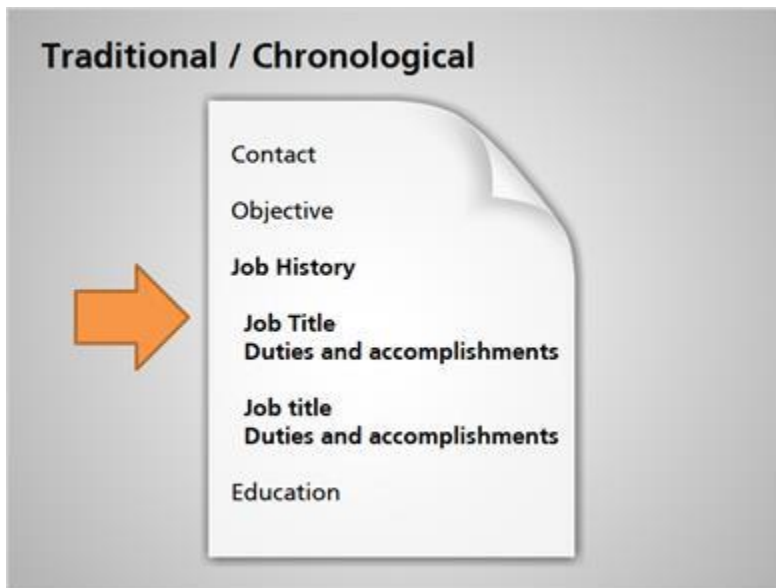 Traditional / Chronological
Contact
Objective
Job History
Job Title
Duties and accomplishments
Job title
Duties and accomplishments
Education